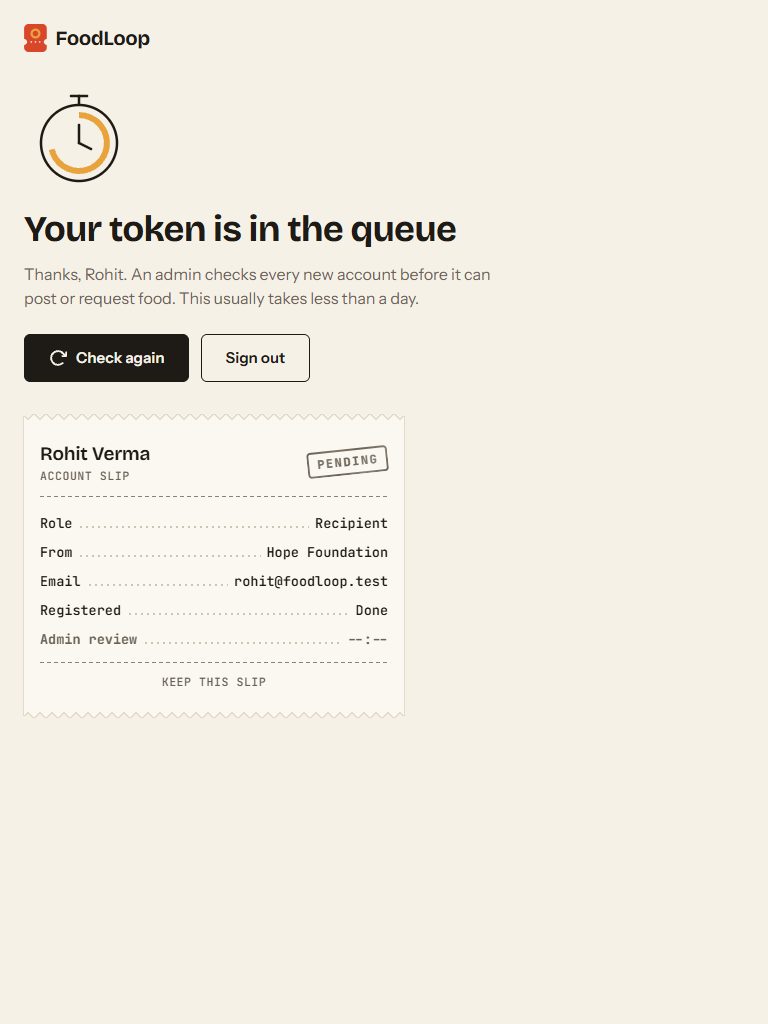 FoodLoop
Your token is in the queue
Thanks, Rohit. An admin checks every new account before it can
post or request food. This usually takes less than a day.
Check again
Sign out
Rohit Verma
PENDING
ACCOUNT SLIP
Role ............................. Recipient
From ....................... Hope Foundation
Email .................. rohit@foodloop.test
Registered ............................ Done
Admin review ......................... --:--
KEEP THIS SLIP